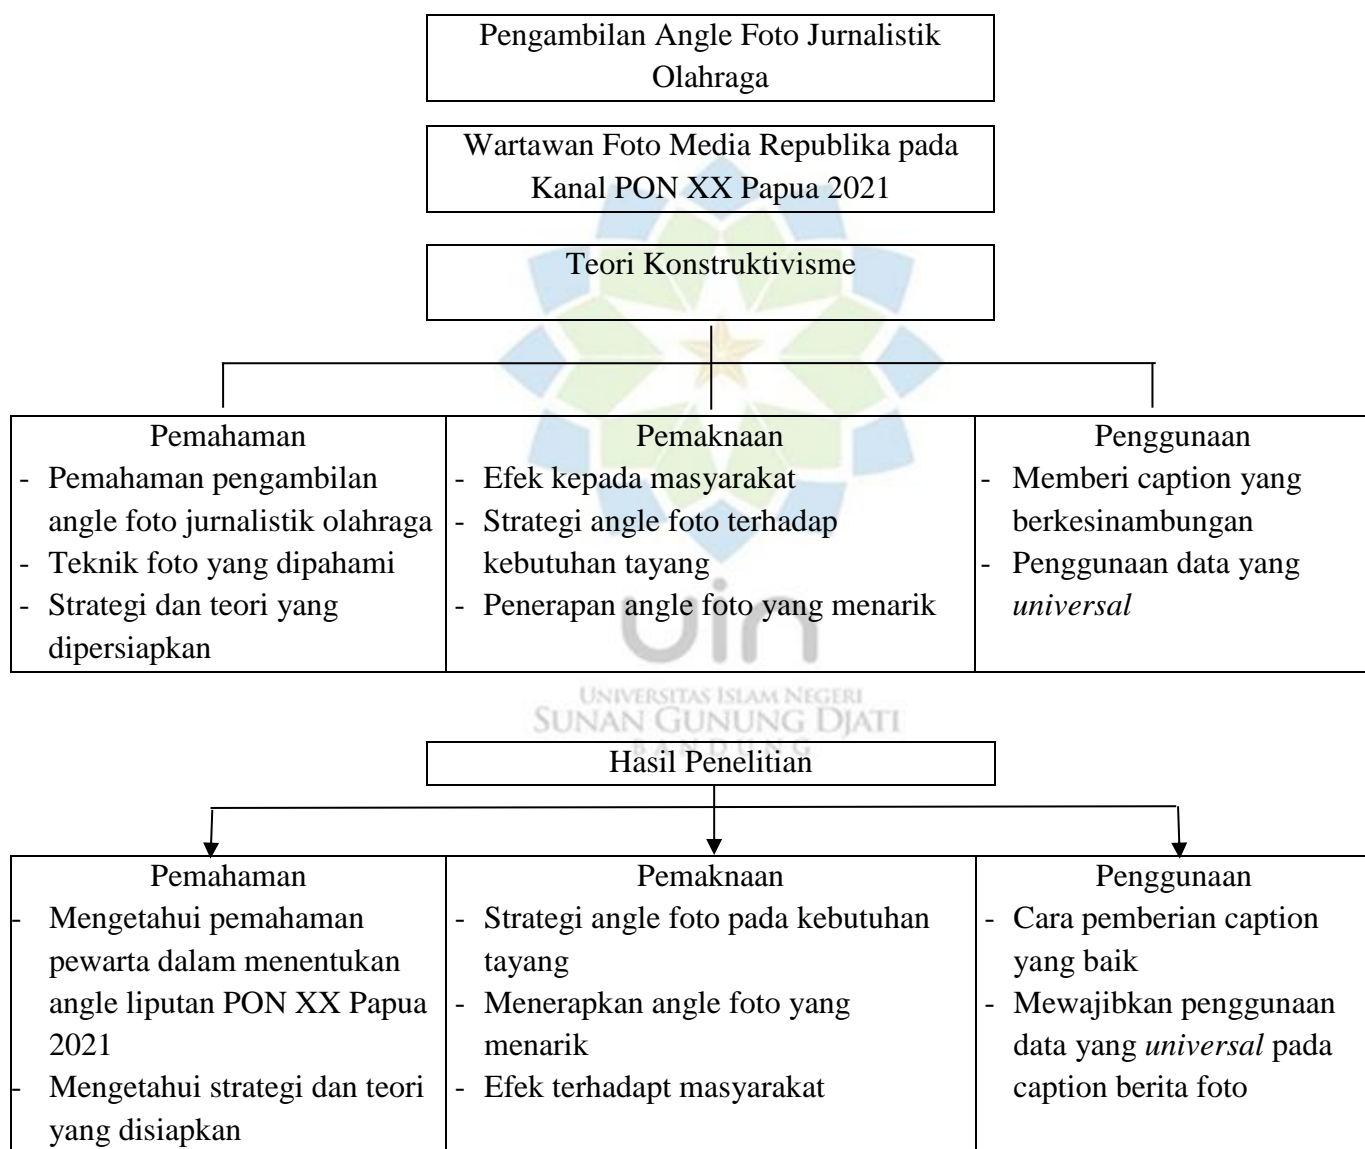 Pengambilan Angle Foto Jurnalistik
Olahraga
Wartawan Foto Media Republika pada
Kanal PON XX Papua 2021
Teori Konstruktivisme
Pemahaman
- Pemahaman pengambilan
angle foto jurnalistik olahraga
- Teknik foto yang dipahami
- Strategi dan teori yang
dipersiapkan
Pemaknaan
- Efek kepada masyarakat
- Strategi angle foto terhadap
kebutuhan tayang
- Penerapan angle foto yang menarik
Penggunaan
- Memberi caption yang
berkesinambungan
- Penggunaan data yang
universal
uin
UNIVERSITAS ISLAM NEGERI
SUNAN GUNUNG DJATI
BANDUNG
Hasil Penelitian
Pemahaman
- Mengetahui pemahaman
pewarta dalam menentukan
angle liputan PON XX Papua
2021
- Mengetahui strategi dan teori
yang disiapkan
Pemaknaan
- Strategi angle foto pada kebutuhan
tayang
- Menerapkan angle foto yang
menarik
- Efek terhadapt masyarakat
Penggunaan
- Cara pemberian caption
yang baik
- Mewajibkan penggunaan
data yang universal pada
caption berita foto